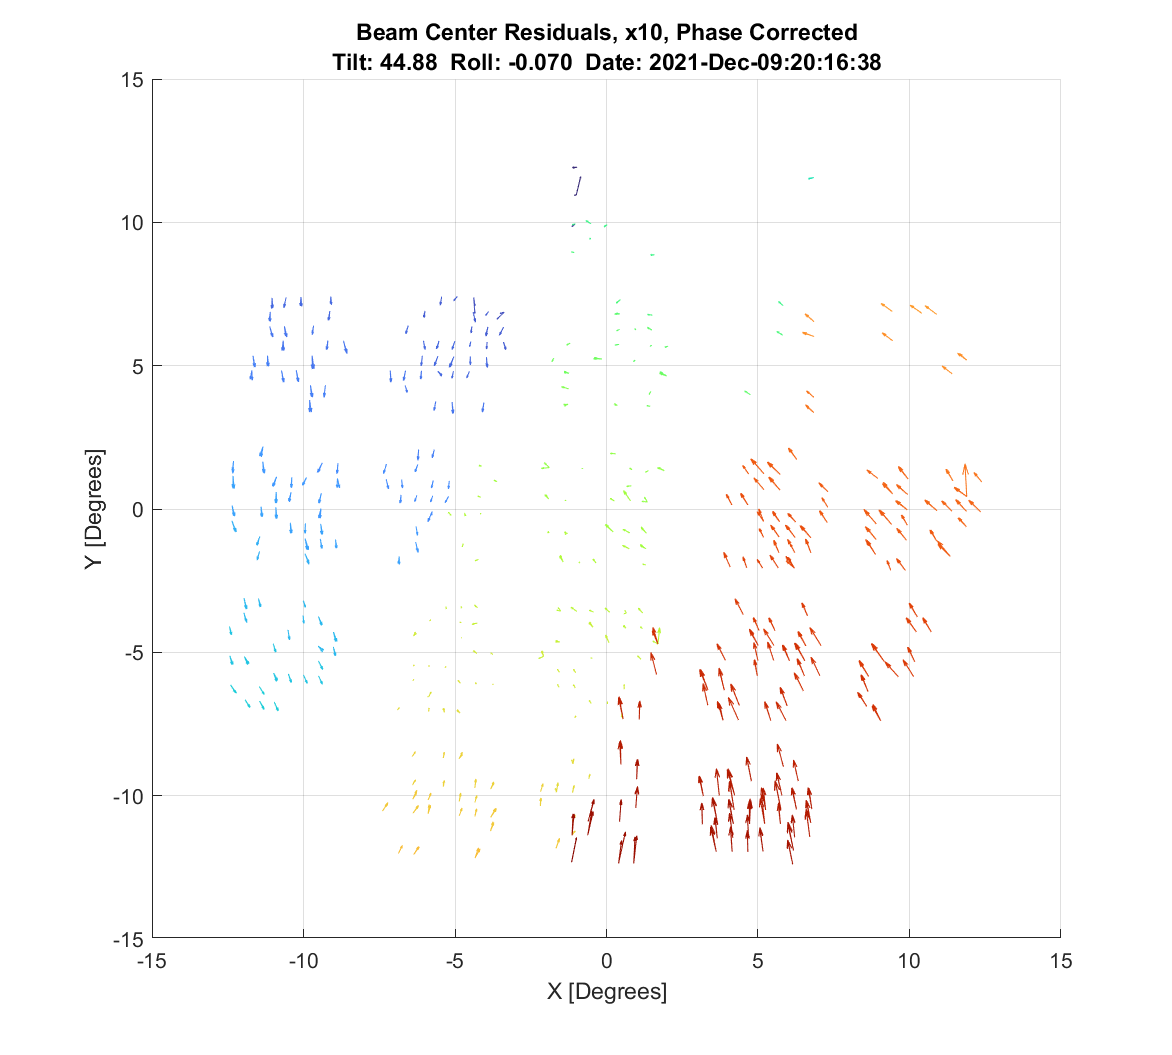 Beam Center Residuals, x10, Phase Corrected
Tilt: 44.88  Roll: -0.070  Date: 2021-Dec-09:20:16:38
15
10
5
0
-5
-10
-15
Y [Degrees]
-15 -10 -5 0 5 10 15
X [Degrees]